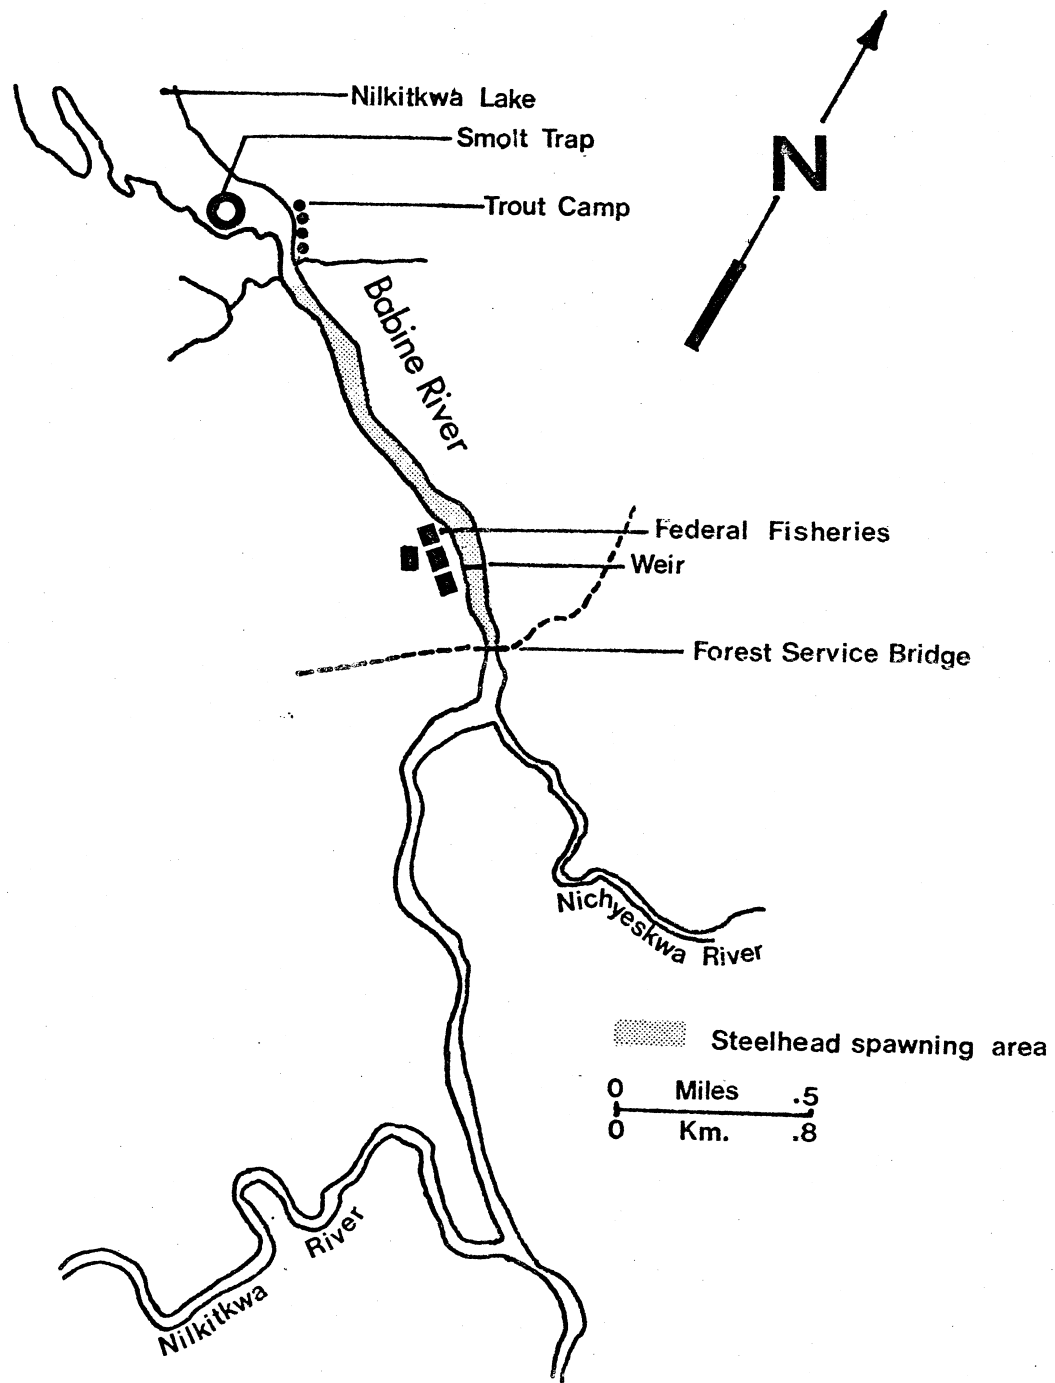 Nilkitkwa Lake
Smolt Trap
N
Trout Camp
Babine River
Federal Fisheries
Weir
Forest Service Bridge
Nichyeskwa River
Steelhead spawning area
0 Miles .5
0 Km. .8
Nilkitkwa River